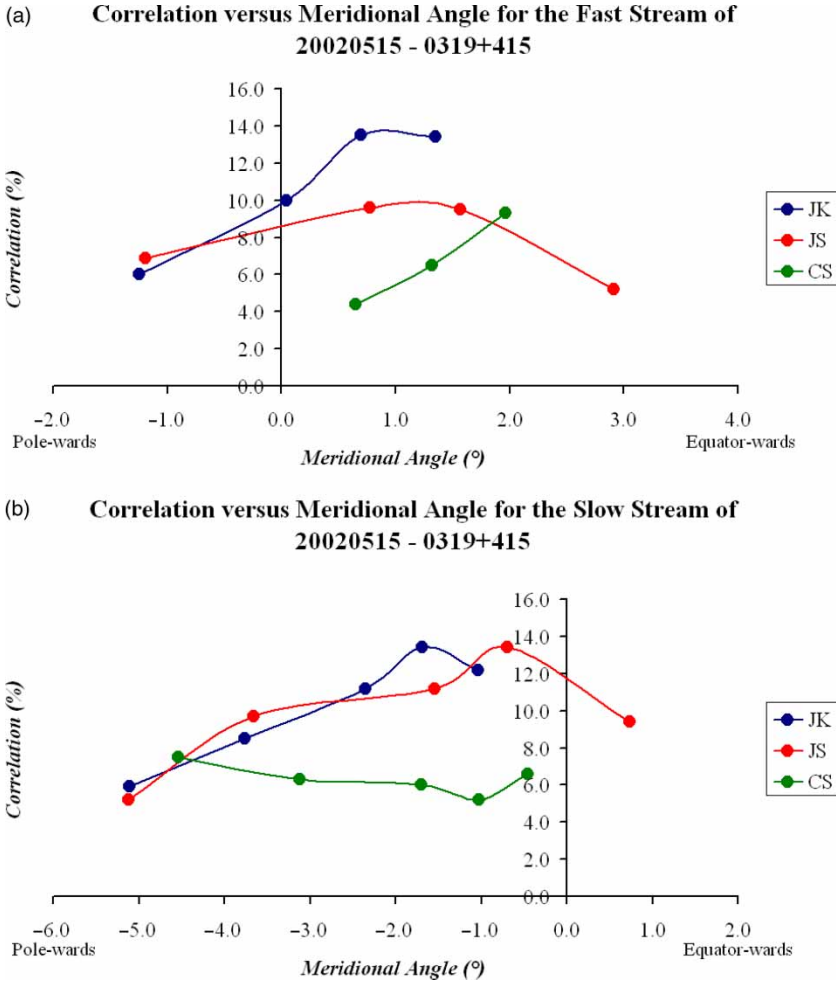 (a)
Correlation versus Meridional Angle for the Fast Stream of
20020515 - 0319+415
16.0
14.0
12.0
10.0
8.0
6.0
4.0
2.0
0.0
Correlation (%)
−2.0 −1.0 0.0 1.0 2.0 3.0 4.0
Pole-wards Equator-wards
Meridional Angle (°)
JK
JS
CS
(b)
Correlation versus Meridional Angle for the Slow Stream of
20020515 - 0319+415
16.0
14.0
12.0
10.0
8.0
6.0
4.0
2.0
0.0
Correlation (%)
−6.0 −5.0 −4.0 −3.0 −2.0 −1.0 0.0 1.0 2.0
Pole-wards Equator-wards
Meridional Angle (°)
JK
JS
CS